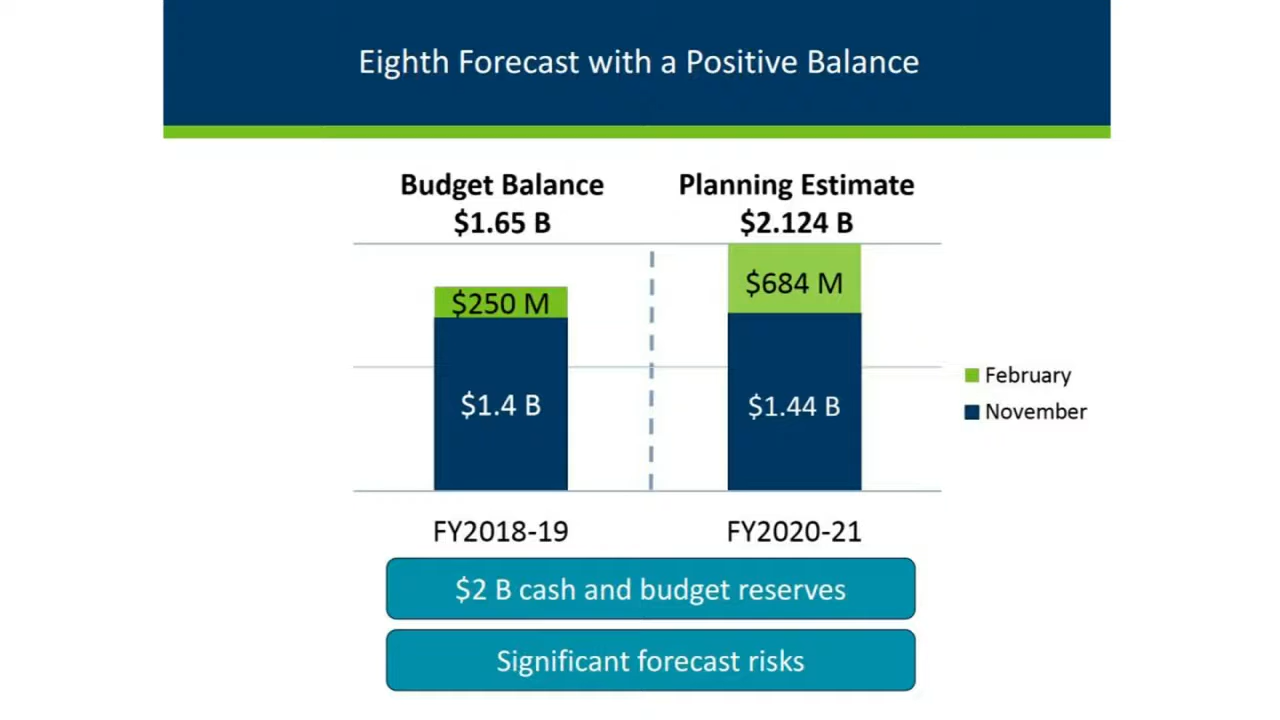 Eighth Forecast with a Positive Balance
Budget Balance
$1.65 B
Planning Estimate
$2.124 B
$250 M
$684 M
$1.4 B
$1.44 B
February
November
FY2018-19
FY2020-21
$2 B cash and budget reserves
Significant forecast risks